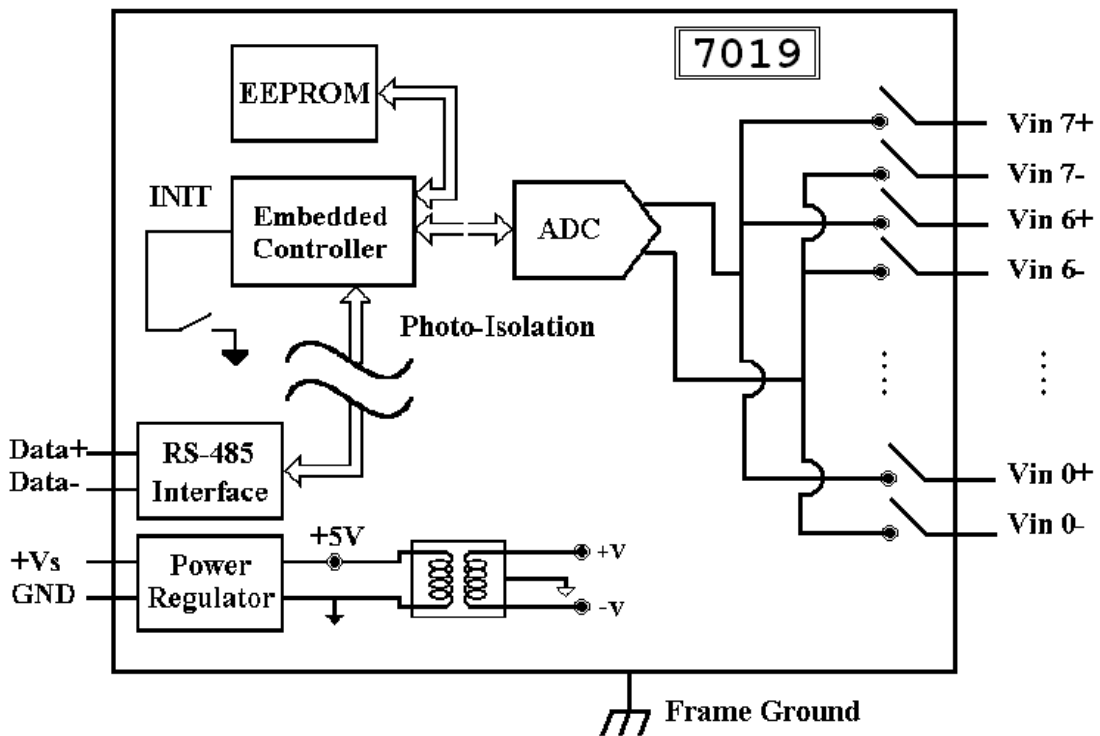 7019
EEPROM
INIT
Embedded
Controller
ADC
Photo-Isolation
Vin 7+
Vin 7-
Vin 6+
Vin 6-
Vin 0+
Vin 0-
Data+
Data-
RS-485
Interface
+5V
+Vs
GND
Power
Regulator
+V
-V
Frame Ground